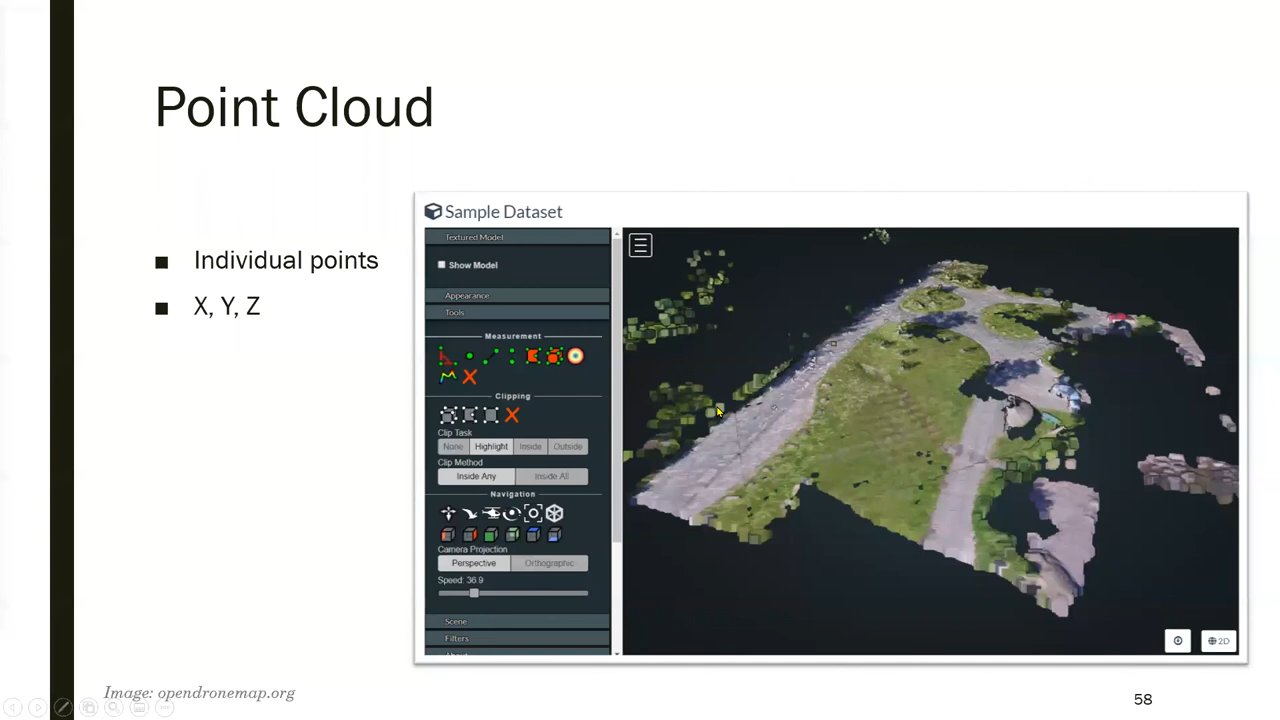 Point Cloud
Individual points
X, Y, Z
Sample Dataset
Textured Model
Show Model
Appearance
Tools
Measurement
Clipping
Clip Task
None Highlight Inside Outside
Clip Method
Inside Any Inside All
Navigation
Camera Projection
Perspective Orthographic
Speed: 36.9
Scene
Filters
About
2D
Image: opendronemap.org
58